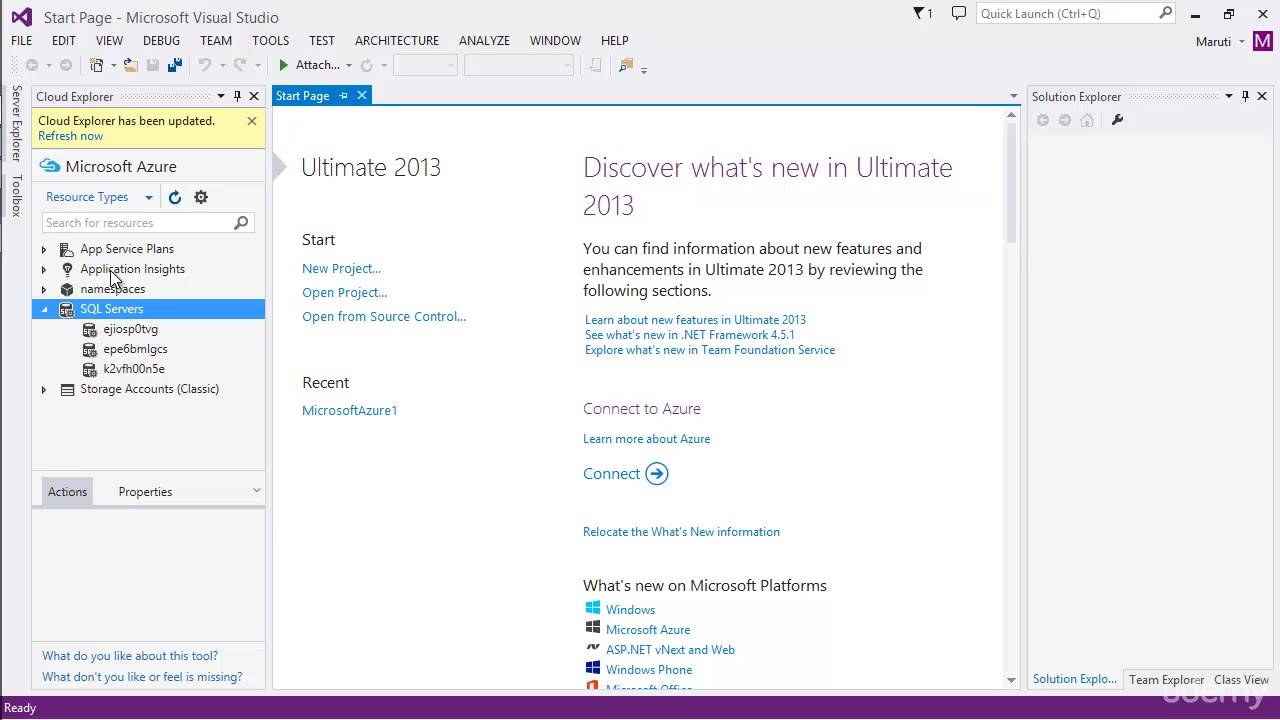 Start Page - Microsoft Visual Studio
1
Quick Launch (Ctrl+Q)
FILE EDIT VIEW DEBUG TEAM TOOLS TEST ARCHITECTURE ANALYZE WINDOW HELP
Maruti M
Attach...
Server Explorer
Toolbox
Cloud Explorer
Cloud Explorer has been updated.
Refresh now
Microsoft Azure
Resource Types
Search for resources
App Service Plans
Application Insights
namespaces
SQL Servers
ejiosp0tvg
epe6bmlgcs
k2vfh00n5e
Storage Accounts (Classic)
Actions Properties
What do you like about this tool?
What don't you like or feel is missing?
Start Page
Ultimate 2013
Start
New Project...
Open Project...
Open from Source Control...
Recent
MicrosoftAzure1
Discover what's new in Ultimate
2013
You can find information about new features and
enhancements in Ultimate 2013 by reviewing the
following sections.
Learn about new features in Ultimate 2013
See what's new in .NET Framework 4.5.1
Explore what's new in Team Foundation Service
Connect to Azure
Learn more about Azure
Connect
Relocate the What's New information
What's new on Microsoft Platforms
Windows
Microsoft Azure
ASP.NET vNext and Web
Windows Phone
Microsoft Office
Solution Explorer
Solution Explo... Team Explorer Class View
udemy
Ready